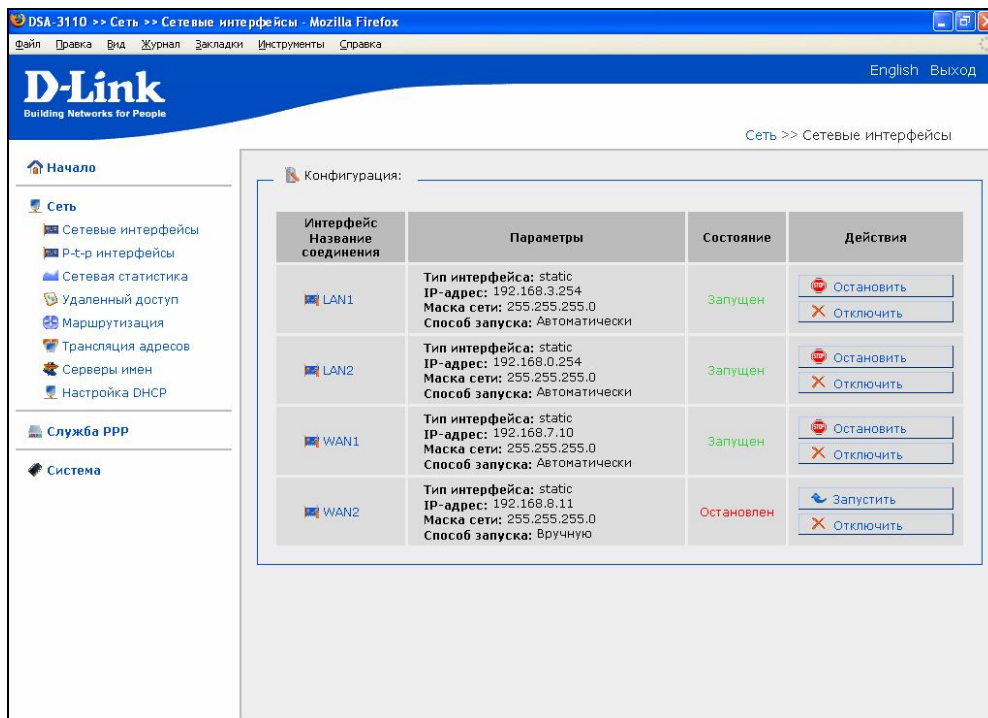 DSA-3110 >> Сеть >> Сетевые интерфейсы - Mozilla Firefox
Файл Правка Вид Журнал Закладки Инструменты Справка
English Выход
D-Link
Building Networks for People
Сеть >> Сетевые интерфейсы
Начало
Сеть
Сетевые интерфейсы
P-t-p интерфейсы
Сетевая статистика
Удаленный доступ
Маршрутизация
Трансляция адресов
Серверы имен
Настройка DHCP
Служба PPP
Система
Конфигурация:
Интерфейс
Название
соединения
Параметры
Состояние
Действия
LAN1
Тип интерфейса: static
IP-адрес: 192.168.3.254
Маска сети: 255.255.255.0
Способ запуска: Автоматически
Запущен
Остановить
Отключить
LAN2
Тип интерфейса: static
IP-адрес: 192.168.0.254
Маска сети: 255.255.255.0
Способ запуска: Автоматически
Запущен
Остановить
Отключить
WAN1
Тип интерфейса: static
IP-адрес: 192.168.7.10
Маска сети: 255.255.255.0
Способ запуска: Автоматически
Запущен
Остановить
Отключить
WAN2
Тип интерфейса: static
IP-адрес: 192.168.8.11
Маска сети: 255.255.255.0
Способ запуска: Вручную
Остановлен
Запустить
Отключить